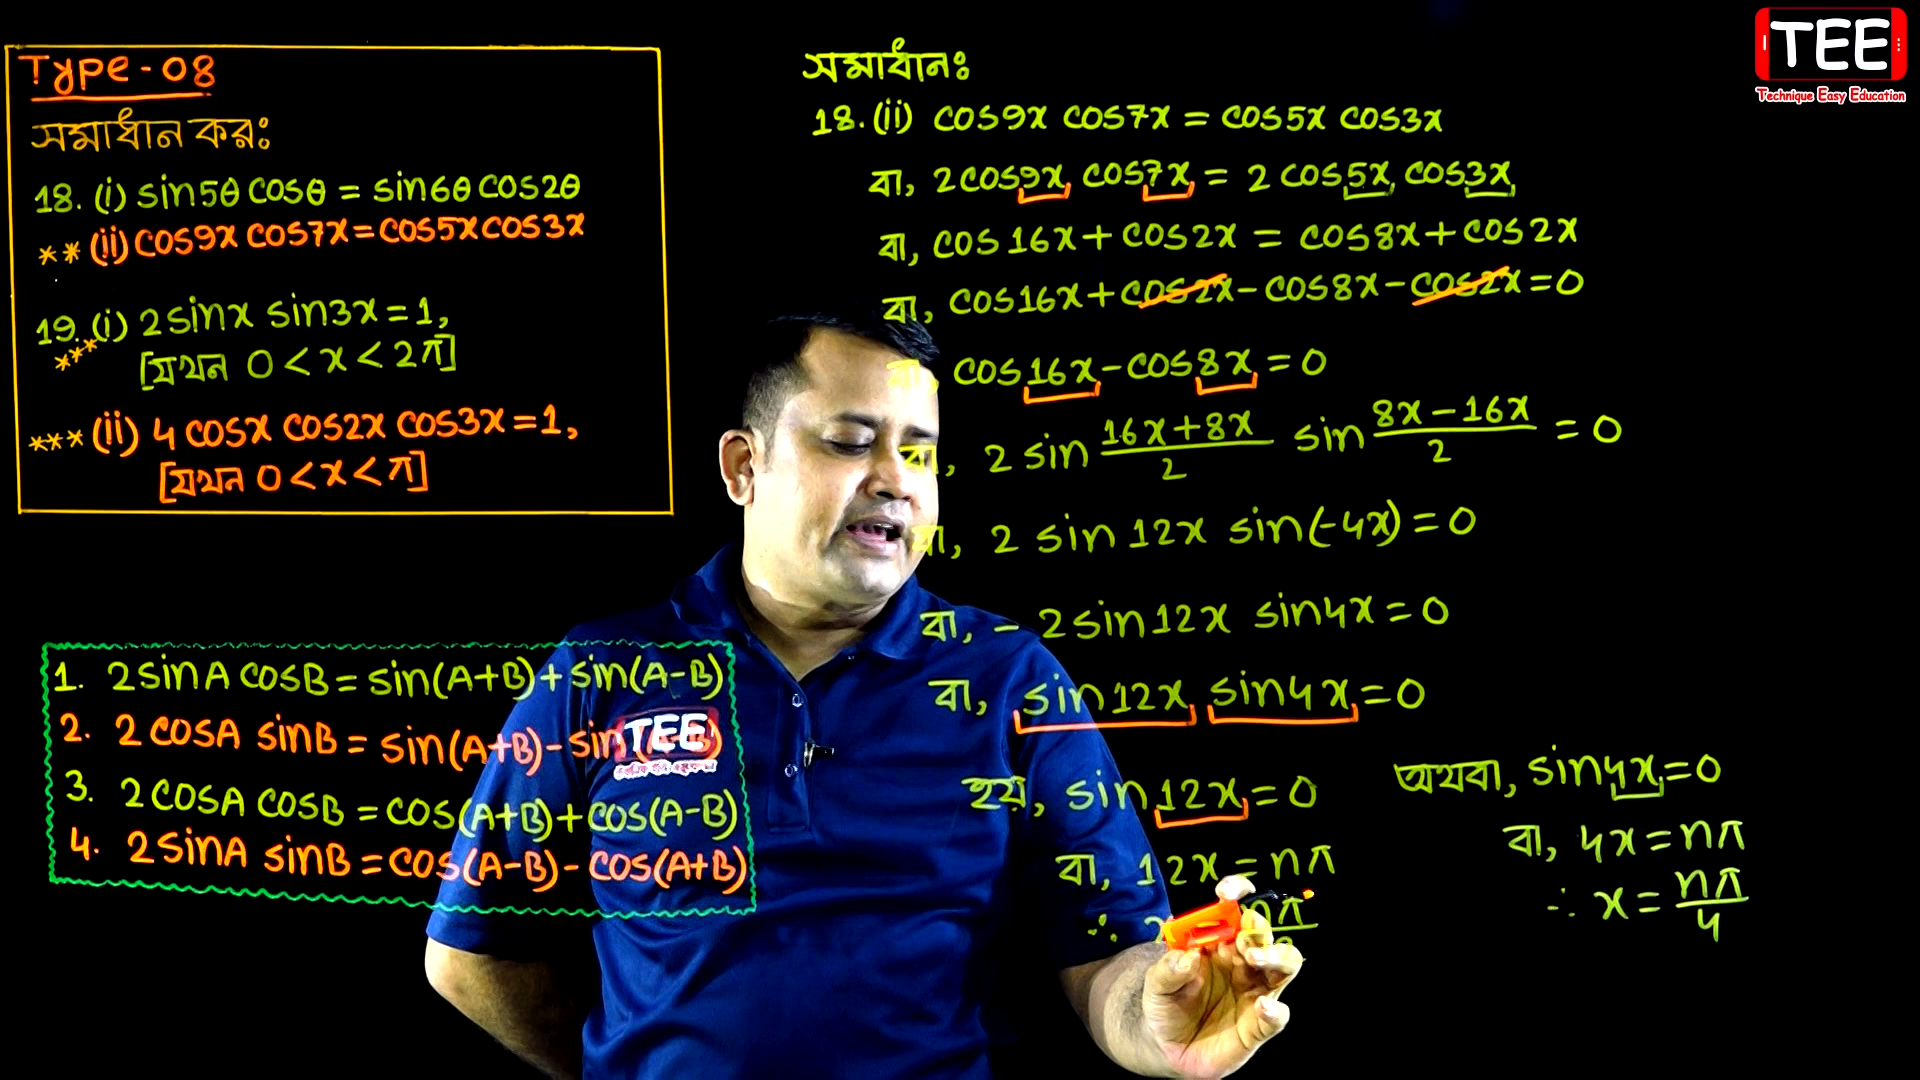 TEE
Technique Easy Education
Type-08
সমাধান করঃ
18. (i) sin5θ cosθ = sin6θ cos2θ
** (ii) cos9x cos7x = cos5x cos3x
19. (i) 2sinx sin3x = 1,
*** [যখন 0 < x < 2π]
*** (ii) 4 cosx cos2x cos3x = 1,
[যখন 0 < x < π]
1. 2sinA cosB = sin(A+B) + sin(A-B)
2. 2 cosA sinB = sin(A+B) - sin
3. 2cosA cosB = cos(A+B) + cos(A-B)
4. 2sinA sinB = cos(A-B) - cos(A+B)
TEE
সমাধানঃ
18. (ii) cos9x cos7x = cos5x cos3x
বা, 2cos9x cos7x = 2 cos5x cos3x
বা, cos16x + cos2x = cos8x + cos2x
বা, cos16x + cos2x - cos8x - cos2x = 0
বা, cos16x - cos8x = 0
বা, 2 sin (16x+8x)/2 sin (8x-16x)/2 = 0
বা, 2 sin12x sin(-4x) = 0
বা, - 2sin12x sin4x = 0
বা, sin12x sin4x = 0
হয়, sin12x = 0
বা, 12x = nπ
∴ nπ
অথবা, sin4x = 0
বা, 4x = nπ
∴ x = nπ/4